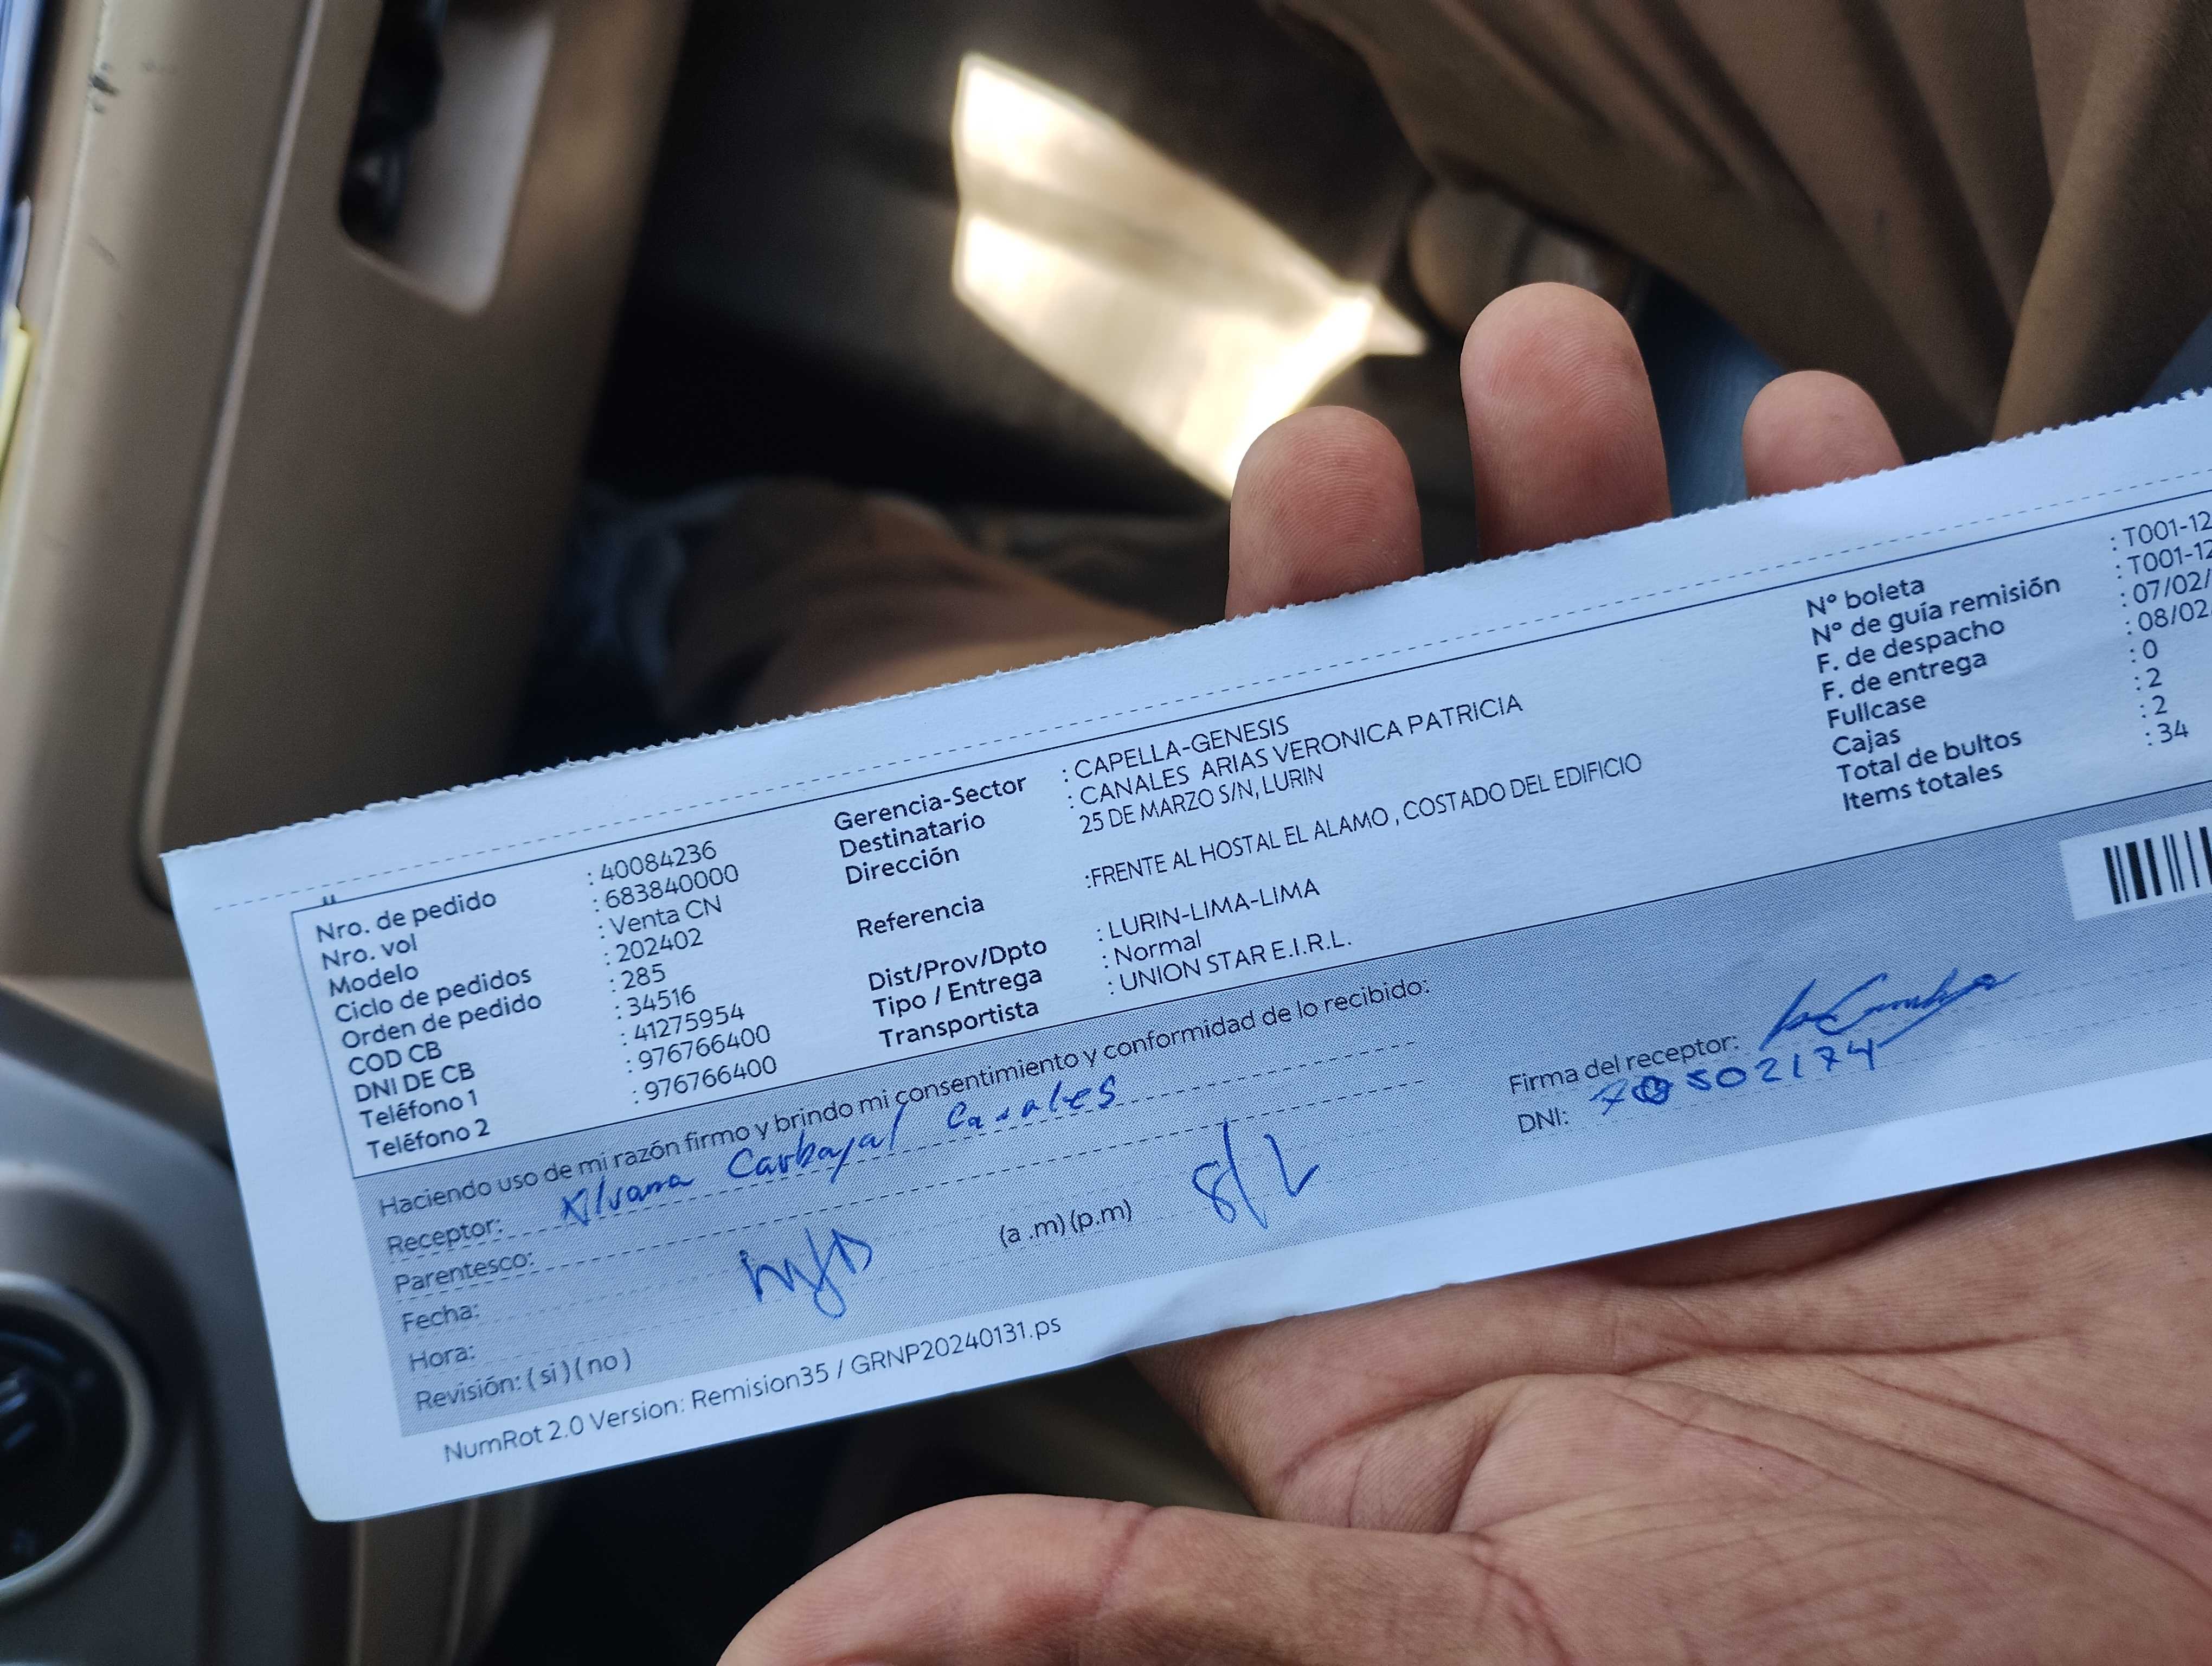 Nro. de pedido : 40084236
Nro. vol : 683840000
Modelo : Venta CN
Ciclo de pedidos : 202402
Orden de pedido : 285
COD CB : 34516
DNI DE CB : 41275954
Teléfono 1 : 976766400
Teléfono 2 : 976766400
Gerencia-Sector : CAPELLA-GENESIS
Destinatario : CANALES ARIAS VERONICA PATRICIA
Dirección 25 DE MARZO S/N, LURIN
Referencia :FRENTE AL HOSTAL EL ALAMO , COSTADO DEL EDIFICIO
Dist/Prov/Dpto : LURIN-LIMA-LIMA
Tipo / Entrega : Normal
Transportista : UNION STAR E.I.R.L.
N° boleta : T001-12
N° de guía remisión : T001-12
F. de despacho : 07/02/
F. de entrega : 08/02
Fullcase : 0
Cajas : 2
Total de bultos : 2
Items totales : 34
Haciendo uso de mi razón firmo y brindo mi consentimiento y conformidad de lo recibido:
Receptor: Carbajal Canales
Parentesco:
Fecha:
Hora: (a .m) (p.m)
Revisión: ( si ) ( no )
Firma del receptor:
DNI: 70502174
NumRot 2.0 Version: Remision35 / GRNP20240131.ps